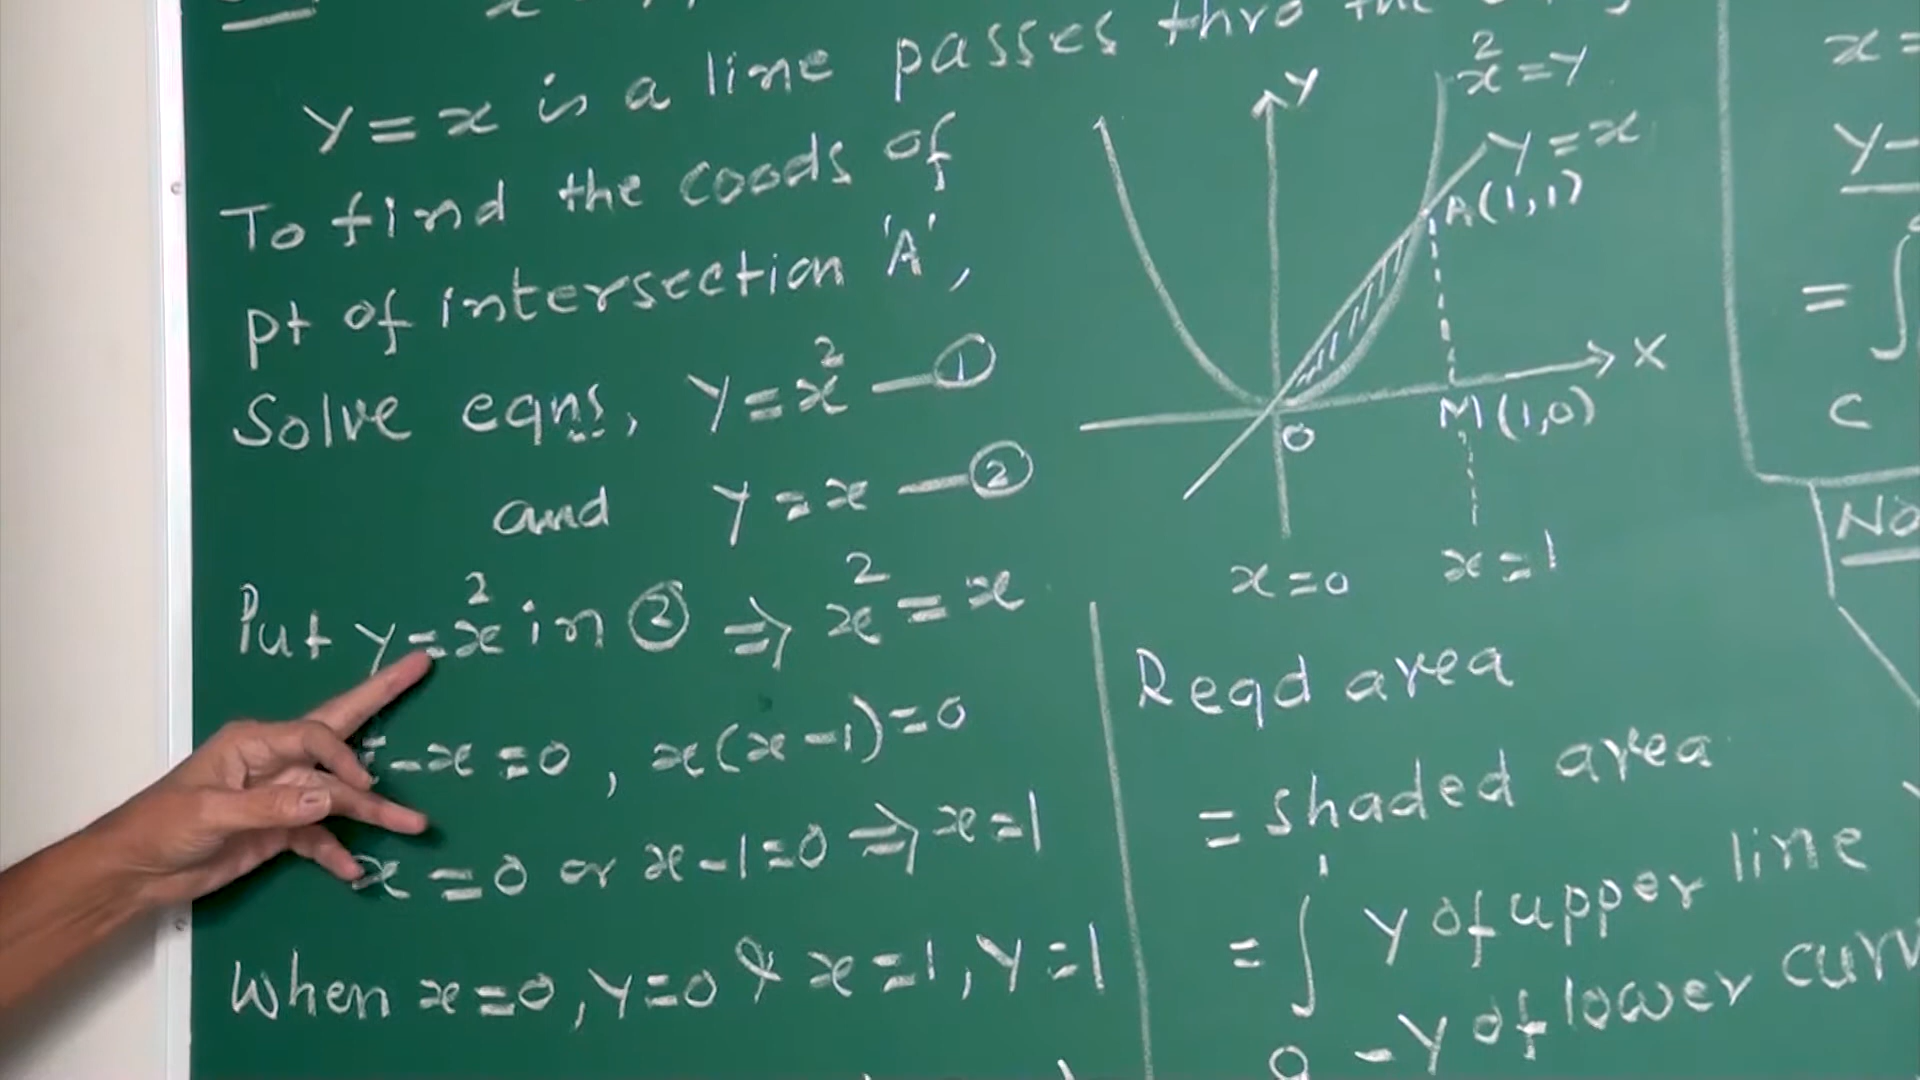 y = x is a line passes thro the
To find the coods of
pt of intersection 'A',
Solve eqns, y = x² — ①
and y = x — ②
Put y = x² in ② ⇒ x² = x
- x = 0, x(x-1) = 0
x = 0 or x-1=0 ⇒ x=1
When x=0, y=0 & x=1, y=1
Y
x² = y
y = x
A(1,1)
X
M(1,0)
O
x=0 x=1
Reqd area
= shaded area
= ∫₀¹ y of upper line
- y of lower
x=
y-
= ∫
C